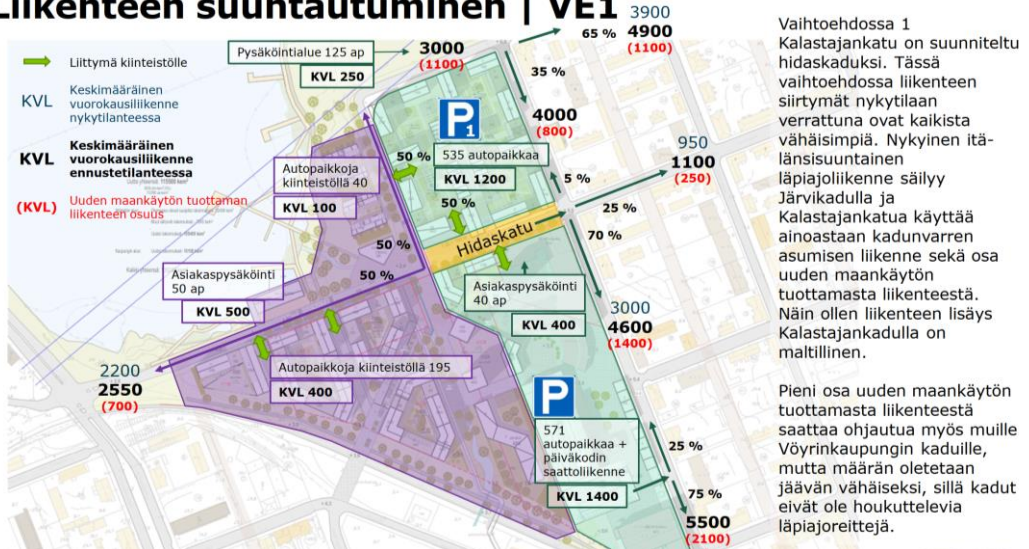 Liikenteen suuntautuminen | VE1
Liittymä kiinteistölle
KVL
Keskimääräinen
vuorokausiliikenne
nykytilanteessa
KVL
Keskimääräinen
vuorokausiliikenne
ennustetilanteessa
(KVL)
Uuden maankäytön tuottaman
liikenteen osuus
Pysäköintialue 125 ap
KVL 250
3000
(1100)
65 %
3900
4900
(1100)
35 %
4000
(800)
P1
50 %
535 autopaikkaa
KVL 1200
50 %
Autopaikkoja
kiinteistöllä 40
KVL 100
5 %
950
1100
(250)
25 %
70 %
Hidaskatu
50 %
50 %
Asiakaspysäköinti
50 ap
KVL 500
Asiakaspysäköinti
40 ap
KVL 400
3000
4600
(1400)
Autopaikkoja kiinteistöllä 195
KVL 400
2200
2550
(700)
P
571
autopaikkaa +
päiväkodin
saattoliikenne
KVL 1400
25 %
75 %
5500
(2100)
Vaihtoehdossa 1
Kalastajankatu on suunniteltu
hidaskaduksi. Tässä
vaihtoehdossa liikenteen
siirtymät nykytilaan
verrattuna ovat kaikista
vähäisimpiä. Nykyinen itä-
länsisuuntainen
läpiajoliikenne säilyy
Järvikadulla ja
Kalastajankatua käyttää
ainoastaan kadunvarren
asumisen liikenne sekä osa
uuden maankäytön
tuottamasta liikenteestä.
Näin ollen liikenteen lisäys
Kalastajankadulla on
maltillinen.
Pieni osa uuden maankäytön
tuottamasta liikenteestä
saattaa ohjautua myös muille
Vöyrinkaupungin kaduille,
mutta määrän oletetaan
jäävän vähäiseksi, sillä kadut
eivät ole houkuttelevia
läpiajoreittejä.